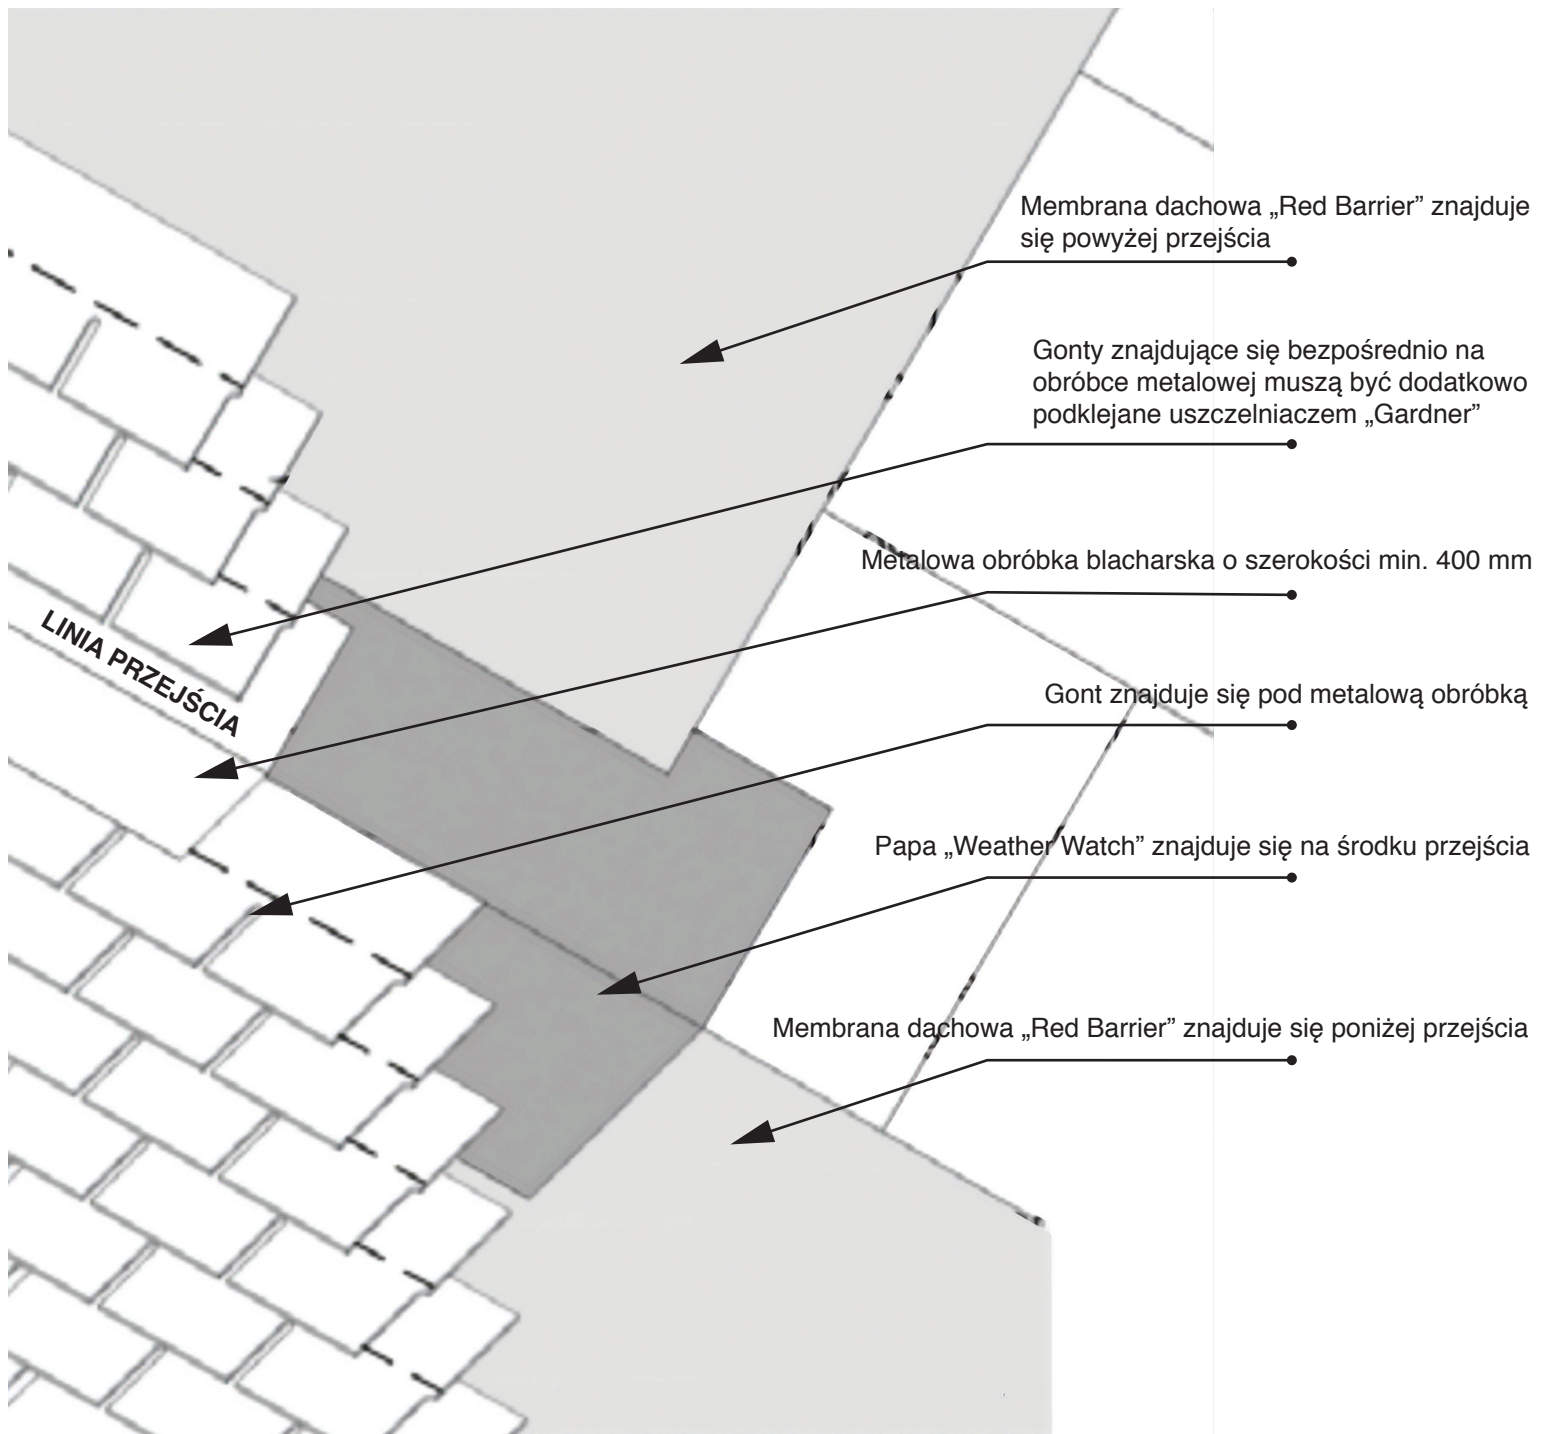 Membrana dachowa „Red Barrier” znajduje
się powyżej przejścia
Gonty znajdujące się bezpośrednio na
obróbce metalowej muszą być dodatkowo
podklejane uszczelniaczem „Gardner”
Metalowa obróbka blacharska o szerokości min. 400 mm
LINIA PRZEJŚCIA
Gont znajduje się pod metalową obróbką
Papa „Weather Watch” znajduje się na środku przejścia
Membrana dachowa „Red Barrier” znajduje się poniżej przejścia